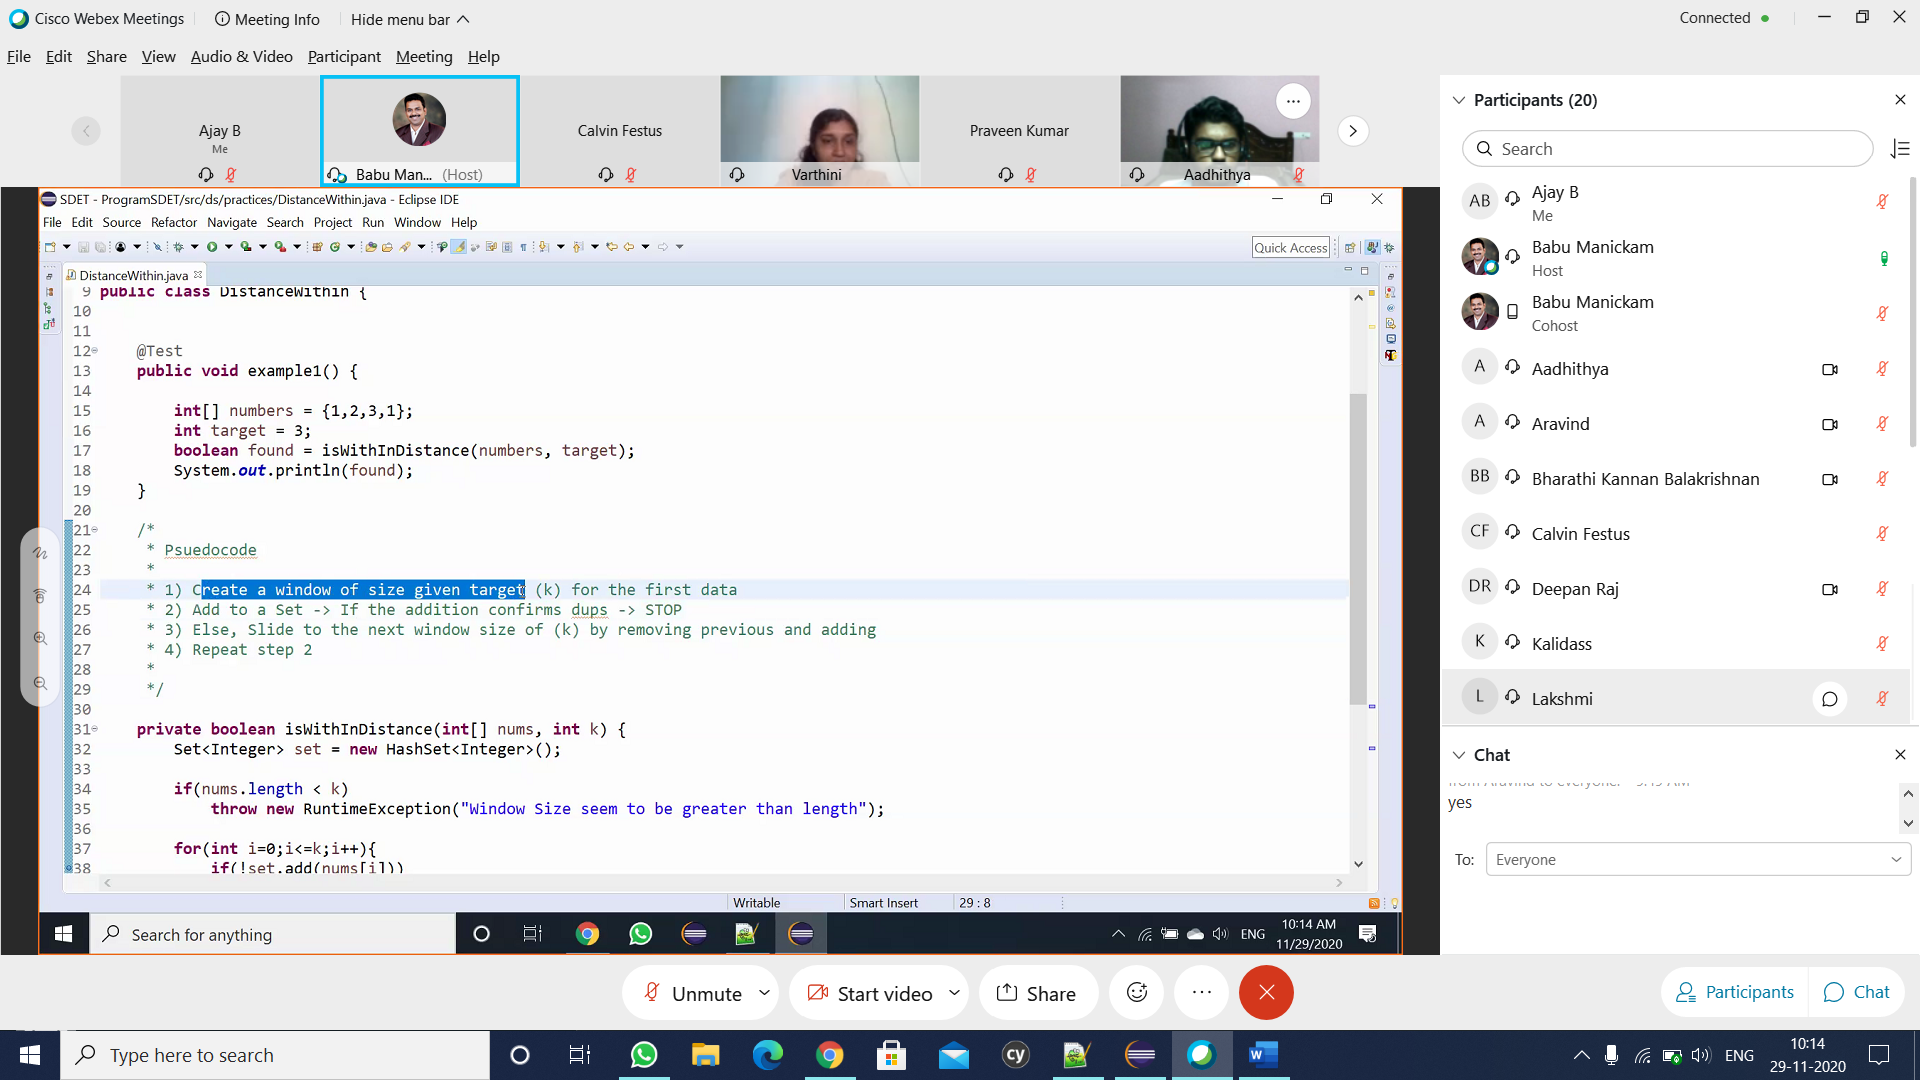 Cisco Webex Meetings
Meeting Info
Hide menu bar
Connected
File Edit Share View Audio & Video Participant Meeting Help
Ajay B
Me
Babu Man... (Host)
Calvin Festus
Varthini
Praveen Kumar
Aadhithya
SDET - ProgramSDET/src/ds/practices/DistanceWithin.java - Eclipse IDE
File Edit Source Refactor Navigate Search Project Run Window Help
Quick Access
DistanceWithin.java
9 public class DistanceWithin {
10
11
12 @Test
13 public void example1() {
14
15 int[] numbers = {1,2,3,1};
16 int target = 3;
17 boolean found = isWithInDistance(numbers, target);
18 System.out.println(found);
19 }
20
21 /*
22 * Psuedocode
23 *
24 * 1) Create a window of size given target (k) for the first data
25 * 2) Add to a Set -> If the addition confirms dups -> STOP
26 * 3) Else, Slide to the next window size of (k) by removing previous and adding
27 * 4) Repeat step 2
28 *
29 */
30
31 private boolean isWithInDistance(int[] nums, int k) {
32 Set<Integer> set = new HashSet<Integer>();
33
34 if(nums.length < k)
35 throw new RuntimeException("Window Size seem to be greater than length");
36
37 for(int i=0;i<=k;i++){
38 if(!set.add(nums[i]))
Writable
Smart Insert
29 : 8
Search for anything
ENG
10:14 AM
11/29/2020
Participants (20)
Search
AB Ajay B
Me
Babu Manickam
Host
Babu Manickam
Cohost
A Aadhithya
A Aravind
BB Bharathi Kannan Balakrishnan
CF Calvin Festus
DR Deepan Raj
K Kalidass
L Lakshmi
Chat
from Aravind to everyone: 9:19 AM
yes
To: Everyone
Unmute
Start video
Share
Participants
Chat
Type here to search
cy
ENG
10:14
29-11-2020